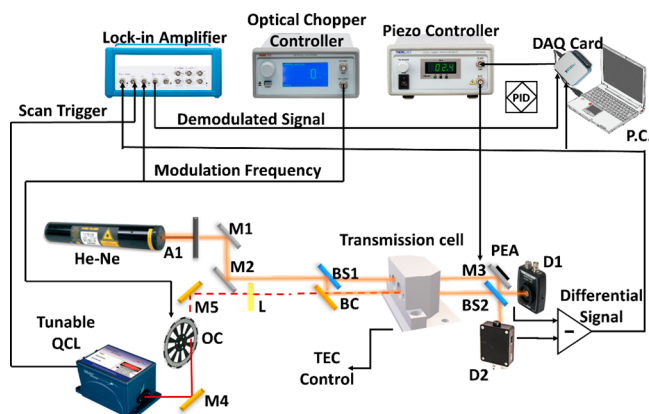 Optical Chopper
Controller
Lock-in Amplifier
Piezo Controller
DAQ Card
0
02.4
PID
Scan Trigger
Demodulated Signal
P.C.
Modulation Frequency
He-Ne
A1
M1
M2
Transmission cell
PEA
M3
D1
BS1
BS2
M5
L
BC
Differential
Signal
Tunable
QCL
OC
TEC
Control
D2
M4